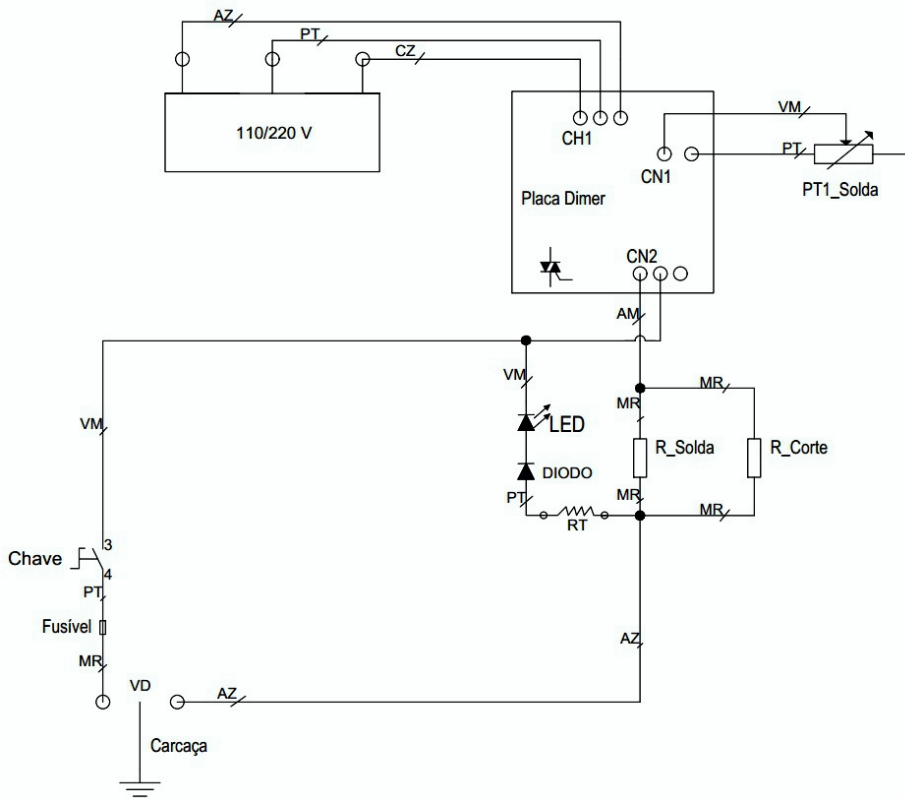 AZ
PT
CZ
110/220 V
CH1
VM
PT
CN1
PT1_Solda
Placa Dimer
CN2
AM
VM
MR
MR
VM
LED
R_Solda
R_Corte
DIODO
PT
MR
MR
RT
3
Chave
4
PT
Fusível
AZ
MR
VD
AZ
Carcaça